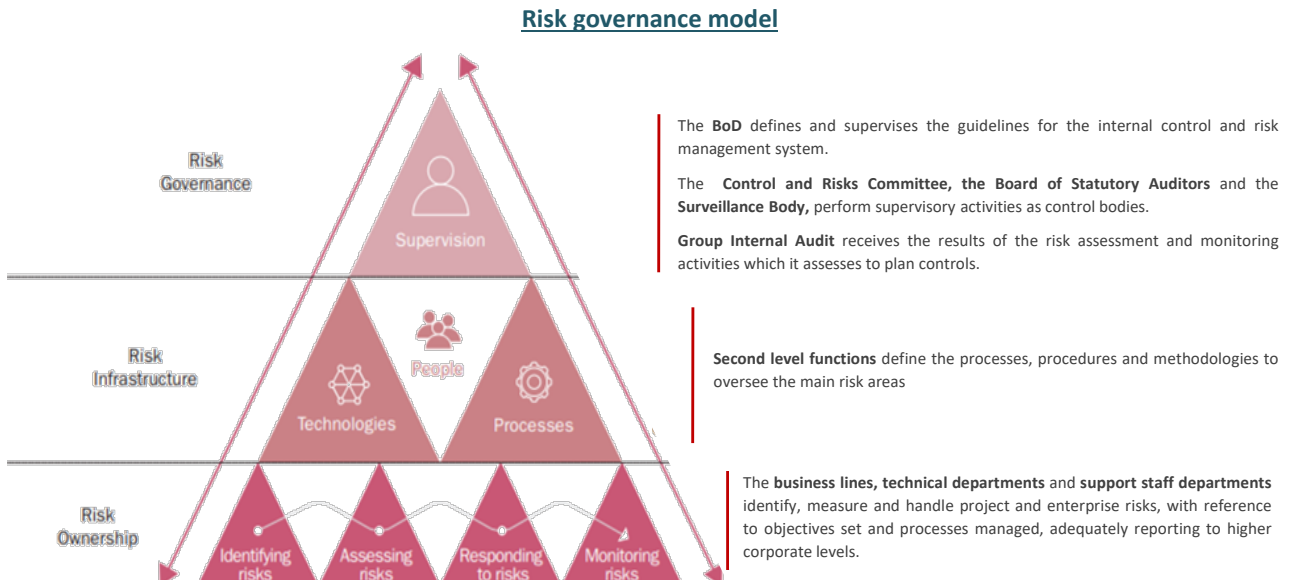 Risk governance model
Risk
Governance
Supervision
The BoD defines and supervises the guidelines for the internal control and risk
management system.
The Control and Risks Committee, the Board of Statutory Auditors and the
Surveillance Body, perform supervisory activities as control bodies.
Group Internal Audit receives the results of the risk assessment and monitoring
activities which it assesses to plan controls.
Risk
Infrastructure
People
Technologies
Processes
Second level functions define the processes, procedures and methodologies to
oversee the main risk areas
Risk
Ownership
Identifying
risks
Assessing
risks
Responding
to risks
Monitoring
risks
The business lines, technical departments and support staff departments
identify, measure and handle project and enterprise risks, with reference
to objectives set and processes managed, adequately reporting to higher
corporate levels.